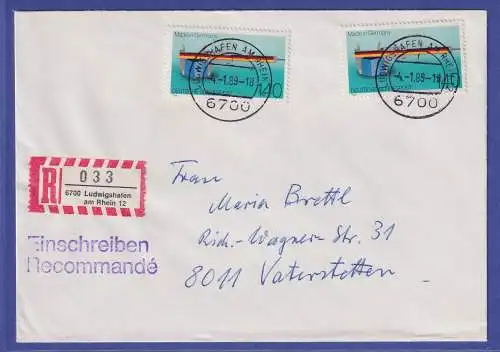 Made in Germany
LUDWIGSHAFEN AM RHEIN
-4.-1.89-18
6700
140
Made in Germany
LUDWIGSHAFEN AM RHEIN
-4.-1.89-18
6700
R
033
6700 Ludwigshafen
am Rhein 12
Einschreiben
Recommandé
Frau
Maria Brettl
Rich.-Wagner-Str. 31
8011 Vaterstetten